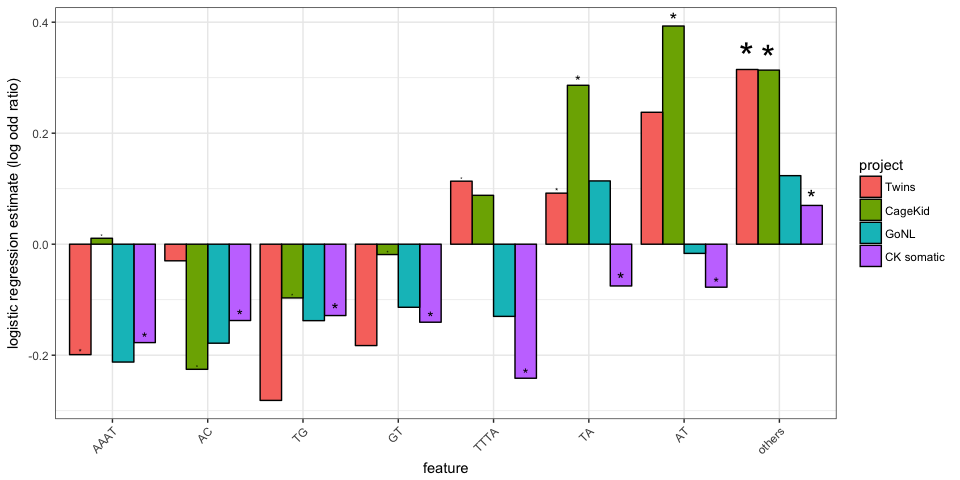 0.4
0.2
0.0
-0.2
logistic regression estimate (log odd ratio)
AAAT
AC
TG
GT
TTTA
TA
AT
others
feature
project
Twins
CageKid
GoNL
CK somatic